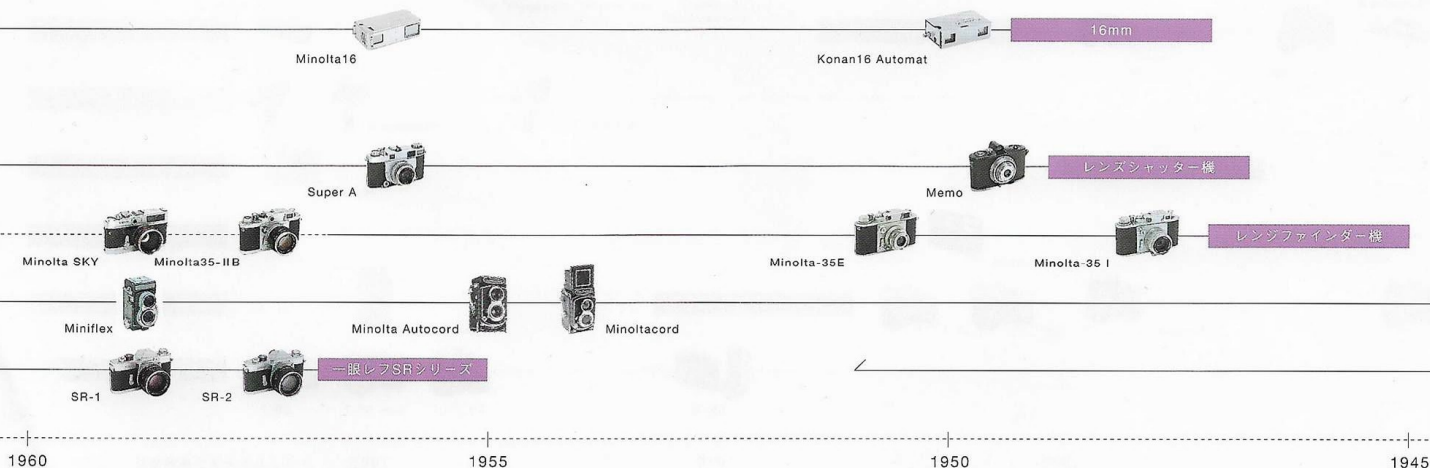 16mm
Minolta16
Konan16 Automat
レンズシャッター機
Super A
Memo
レンジファインダー機
Minolta SKY
Minolta35-IIB
Minolta-35E
Minolta-35 I
Miniflex
Minolta Autocord
Minoltacord
一眼レフSRシリーズ
SR-1
SR-2
1960
1955
1950
1945